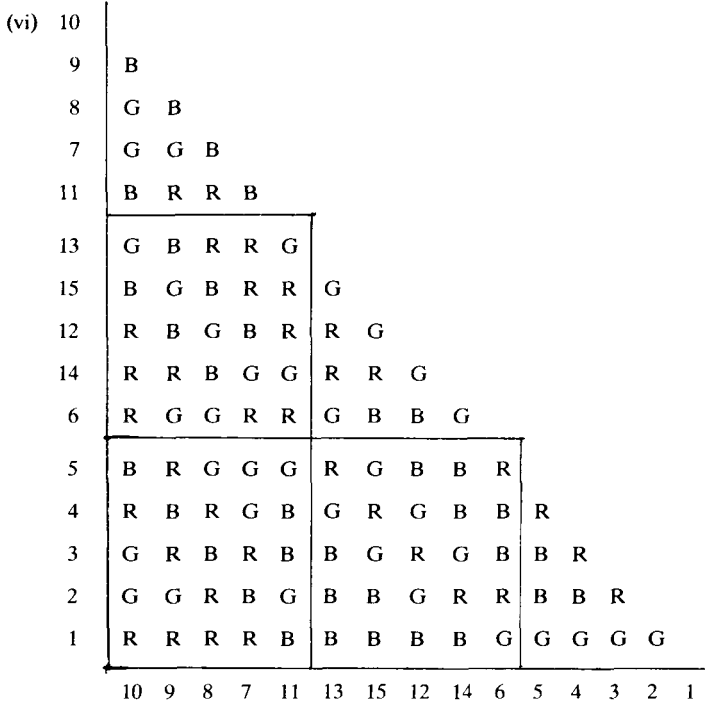 (vi) 10
9 B
8 G B
7 G G B
11 B R R B
13 G B R R G
15 B G B R R G
12 R B G B R R G
14 R R B G G R R G
6 R G G R R G B B G
5 B R G G G R G B B R
4 R B R G B G R G B B R
3 G R B R B B G R G B B R
2 G G R B G B B G R R B B R
1 R R R R B B B B B G G G G G
10 9 8 7 11 13 15 12 14 6 5 4 3 2 1